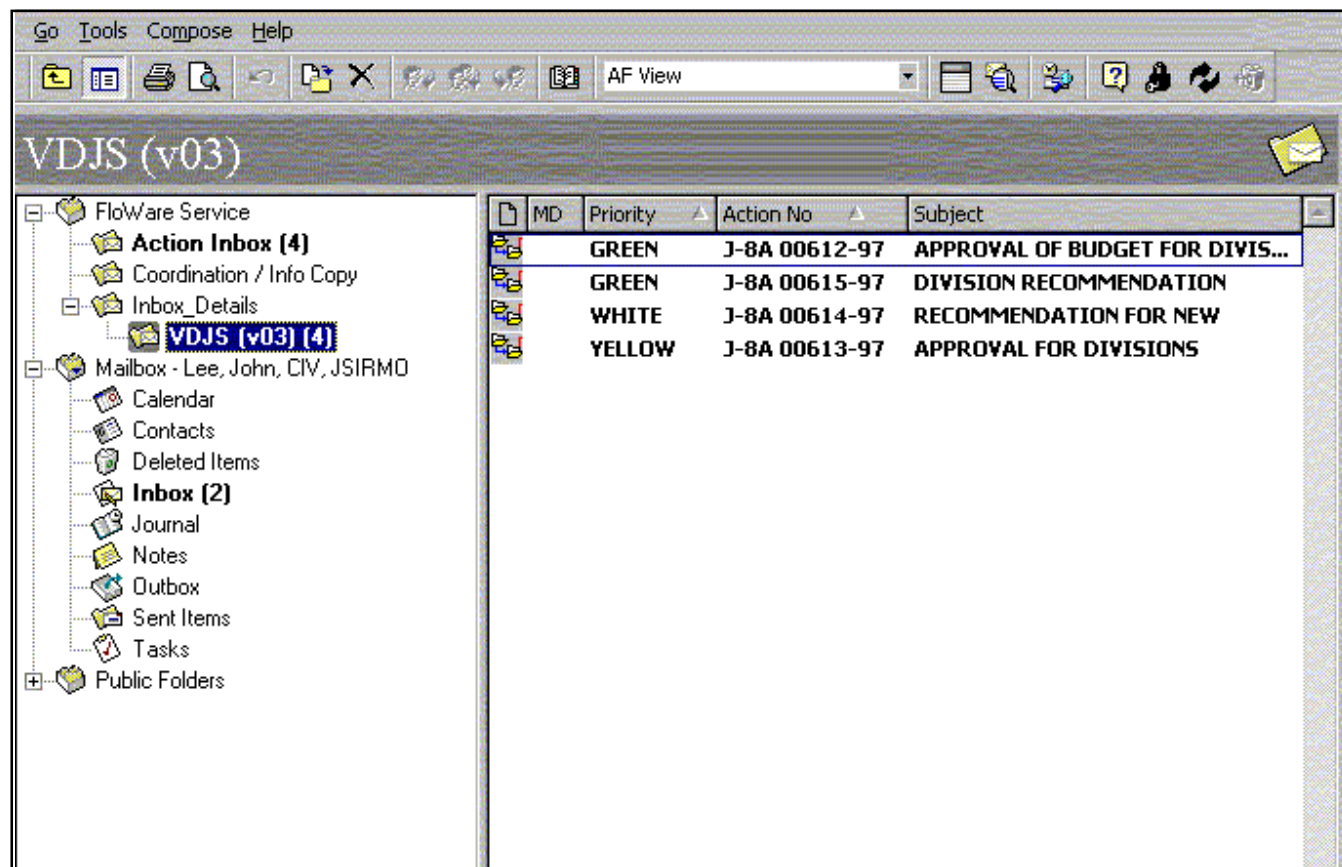 Go Tools Compose Help
AF View
VDJS (v03)
FloWare Service
Action Inbox (4)
Coordination / Info Copy
Inbox_Details
VDJS (v03) (4)
Mailbox - Lee, John, CIV, JSIRMO
Calendar
Contacts
Deleted Items
Inbox (2)
Journal
Notes
Outbox
Sent Items
Tasks
Public Folders
MD Priority Action No Subject
GREEN J-8A 00612-97 APPROVAL OF BUDGET FOR DIVIS...
GREEN J-8A 00615-97 DIVISION RECOMMENDATION
WHITE J-8A 00614-97 RECOMMENDATION FOR NEW
YELLOW J-8A 00613-97 APPROVAL FOR DIVISIONS